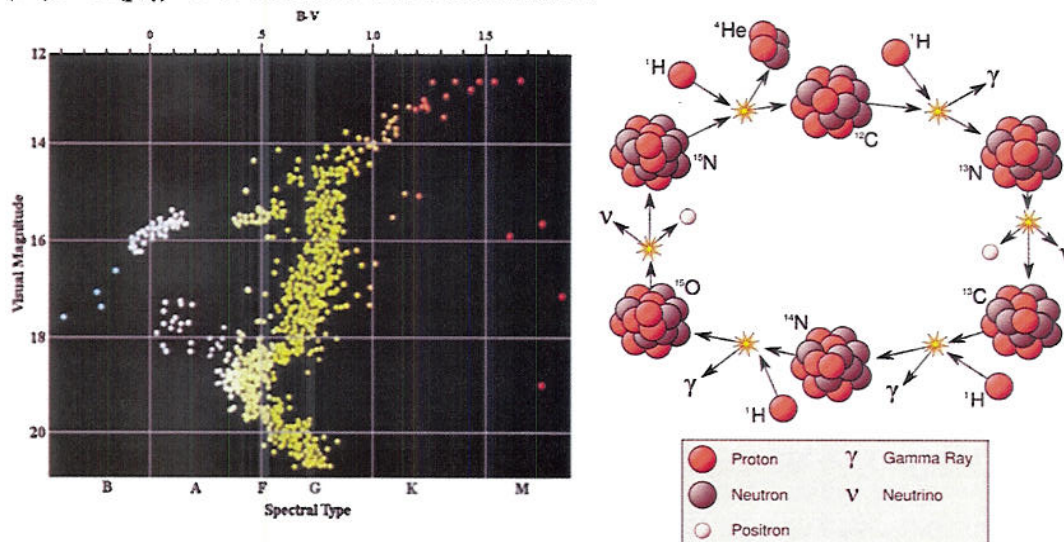 B-V
0 .5 1.0 1.5
12
14
16
18
20
Visual Magnitude
B A F G K M
Spectral Type
⁴He
¹H
¹H
γ
¹²C
¹⁵N
¹³N
ν
¹⁵O
¹³C
¹⁴N
γ
γ
¹H
¹H
Proton γ Gamma Ray
Neutron ν Neutrino
Positron